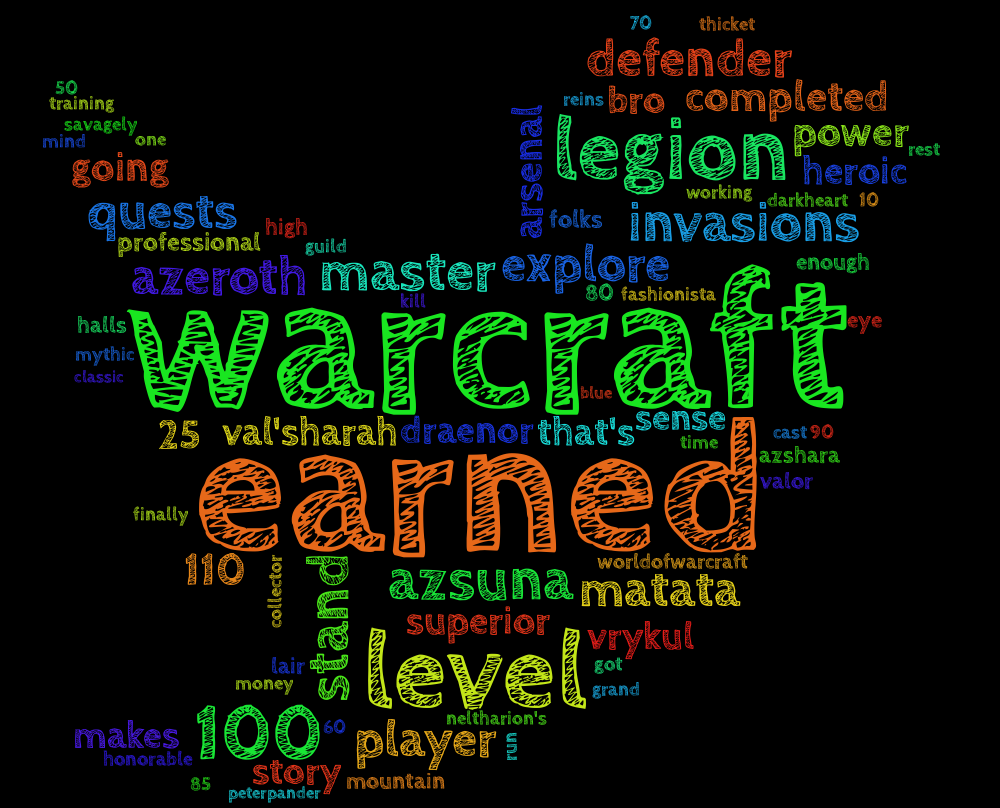 70
thicket
defender
50
training
reins
bro
completed
savagely
mind
one
arsenal
legion
power
rest
going
heroic
working
darkheart
10
quests
folks
invasions
high
professional
guild
azeroth
master
explore
enough
kill
80
fashionista
halls
warcraft
eye
mythic
classic
blue
25
val'sharah
draenor
that's
sense
time
cast
90
azshara
earned
valor
finally
110
collector
stand
azsuna
worldofwarcraft
matata
superior
vrykul
lair
level
got
money
grand
makes
100
60
neltharion's
honorable
player
run
story
85
mountain
peterpander